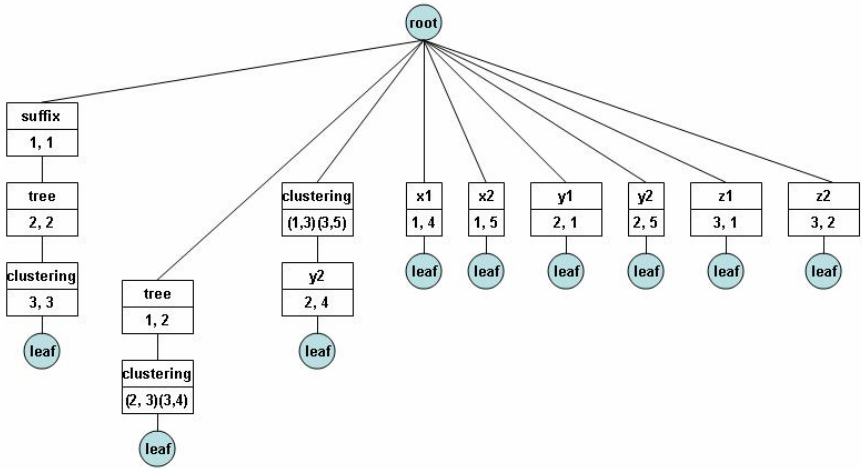 root
suffix
1, 1
tree
2, 2
clustering
3, 3
leaf
tree
1, 2
clustering
(2, 3)(3,4)
leaf
clustering
(1,3)(3,5)
y2
2, 4
leaf
x1
1, 4
leaf
x2
1, 5
leaf
y1
2, 1
leaf
y2
2, 5
leaf
z1
3, 1
leaf
z2
3, 2
leaf